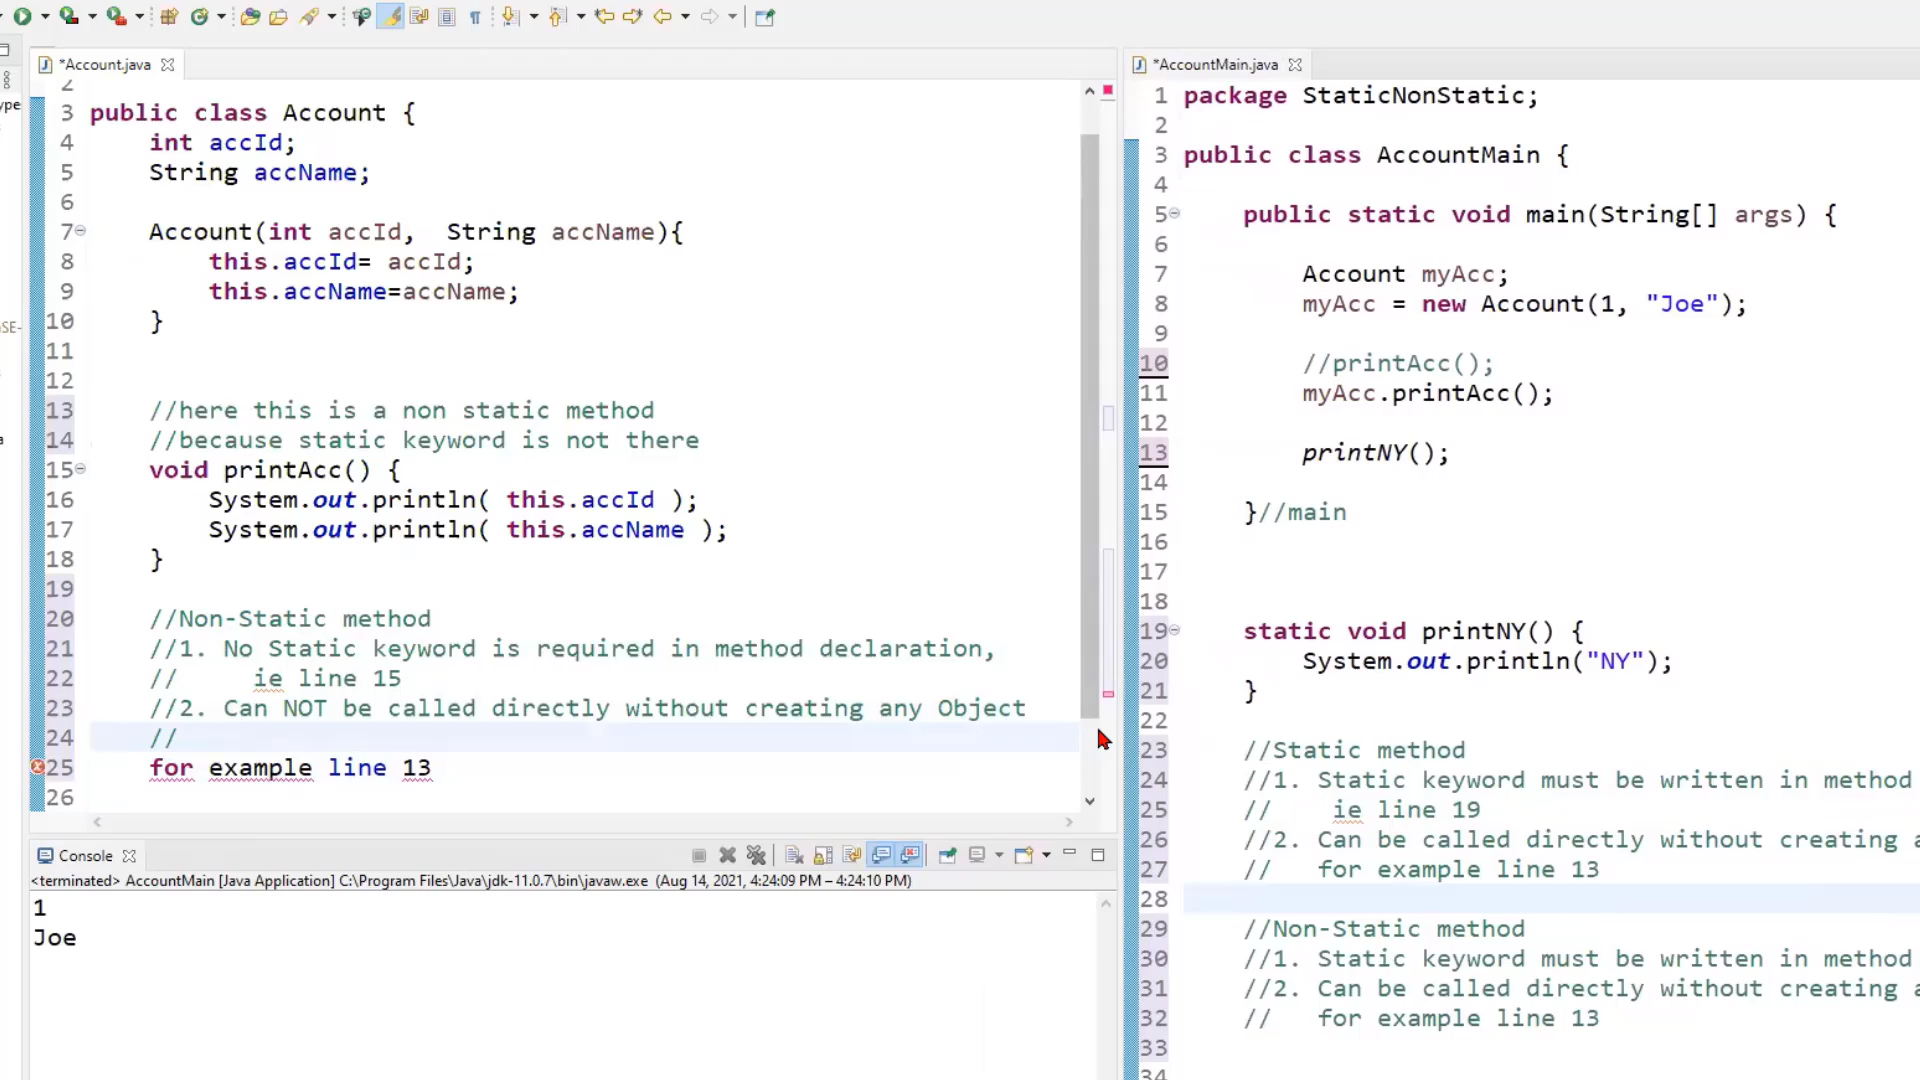 *Account.java
2
3 public class Account {
4 int accId;
5 String accName;
6
7 Account(int accId,  String accName){
8 this.accId= accId;
9 this.accName=accName;
10 }
11
12
13 //here this is a non static method
14 //because static keyword is not there
15 void printAcc() {
16 System.out.println( this.accId );
17 System.out.println( this.accName );
18 }
19
20 //Non-Static method
21 //1. No Static keyword is required in method declaration,
22 //     ie line 15
23 //2. Can NOT be called directly without creating any Object
24 //
25 for example line 13
26
*AccountMain.java
1 package StaticNonStatic;
2
3 public class AccountMain {
4
5 public static void main(String[] args) {
6
7 Account myAcc;
8 myAcc = new Account(1, "Joe");
9
10 //printAcc();
11 myAcc.printAcc();
12
13 printNY();
14
15 }//main
16
17
18
19 static void printNY() {
20 System.out.println("NY");
21 }
22
23 //Static method
24 //1. Static keyword must be written in method
25 //    ie line 19
26 //2. Can be called directly without creating a
27 //   for example line 13
28
29 //Non-Static method
30 //1. Static keyword must be written in method
31 //2. Can be called directly without creating a
32 //   for example line 13
33
34
Console
<terminated> AccountMain [Java Application] C:\Program Files\Java\jdk-11.0.7\bin\javaw.exe (Aug 14, 2021, 4:24:09 PM – 4:24:10 PM)
1
Joe